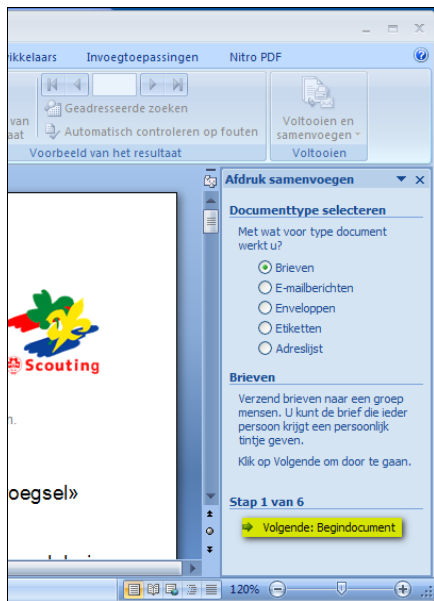 wikkelaars Invoegtoepassingen Nitro PDF
Geadresseerde zoeken
van
aat
Automatisch controleren op fouten
Voltooien en
samenvoegen
Voorbeeld van het resultaat
Voltooien
Afdruk samenvoegen
Documenttype selecteren
Met wat voor type document
werkt u?
Brieven
E-mailberichten
Enveloppen
Etiketten
Adreslijst
Scouting
Brieven
Verzend brieven naar een groep
mensen. U kunt de brief die ieder
persoon krijgt een persoonlijk
tintje geven.
n.
Klik op Volgende om door te gaan.
oegsel»
Stap 1 van 6
Volgende: Begindocument
120%